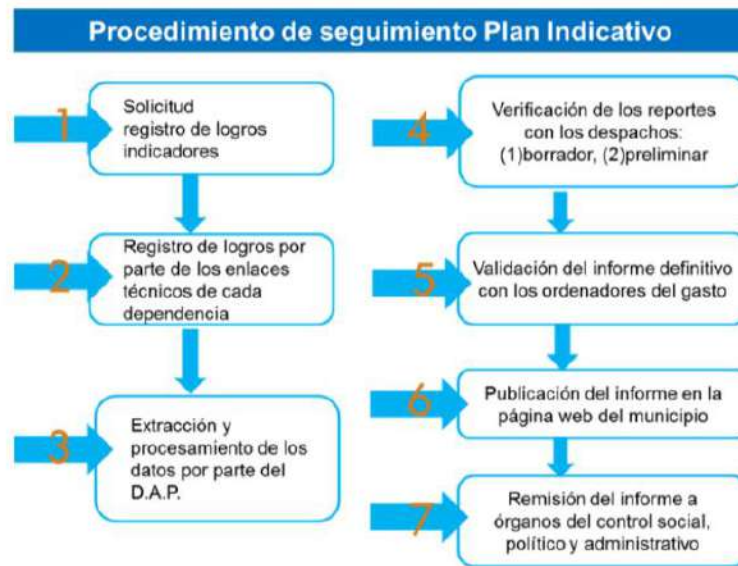 Procedimiento de seguimiento Plan Indicativo
1
Solicitud
registro de logros
indicadores
2
Registro de logros por
parte de los enlaces
técnicos de cada
dependencia
3
Extracción y
procesamiento de los
datos por parte del
D.A.P.
4
Verificación de los reportes
con los despachos:
(1)borrador, (2)preliminar
5
Validación del informe definitivo
con los ordenadores del gasto
6
Publicación del informe en la
página web del municipio
7
Remisión del informe a
órganos del control social,
político y administrativo